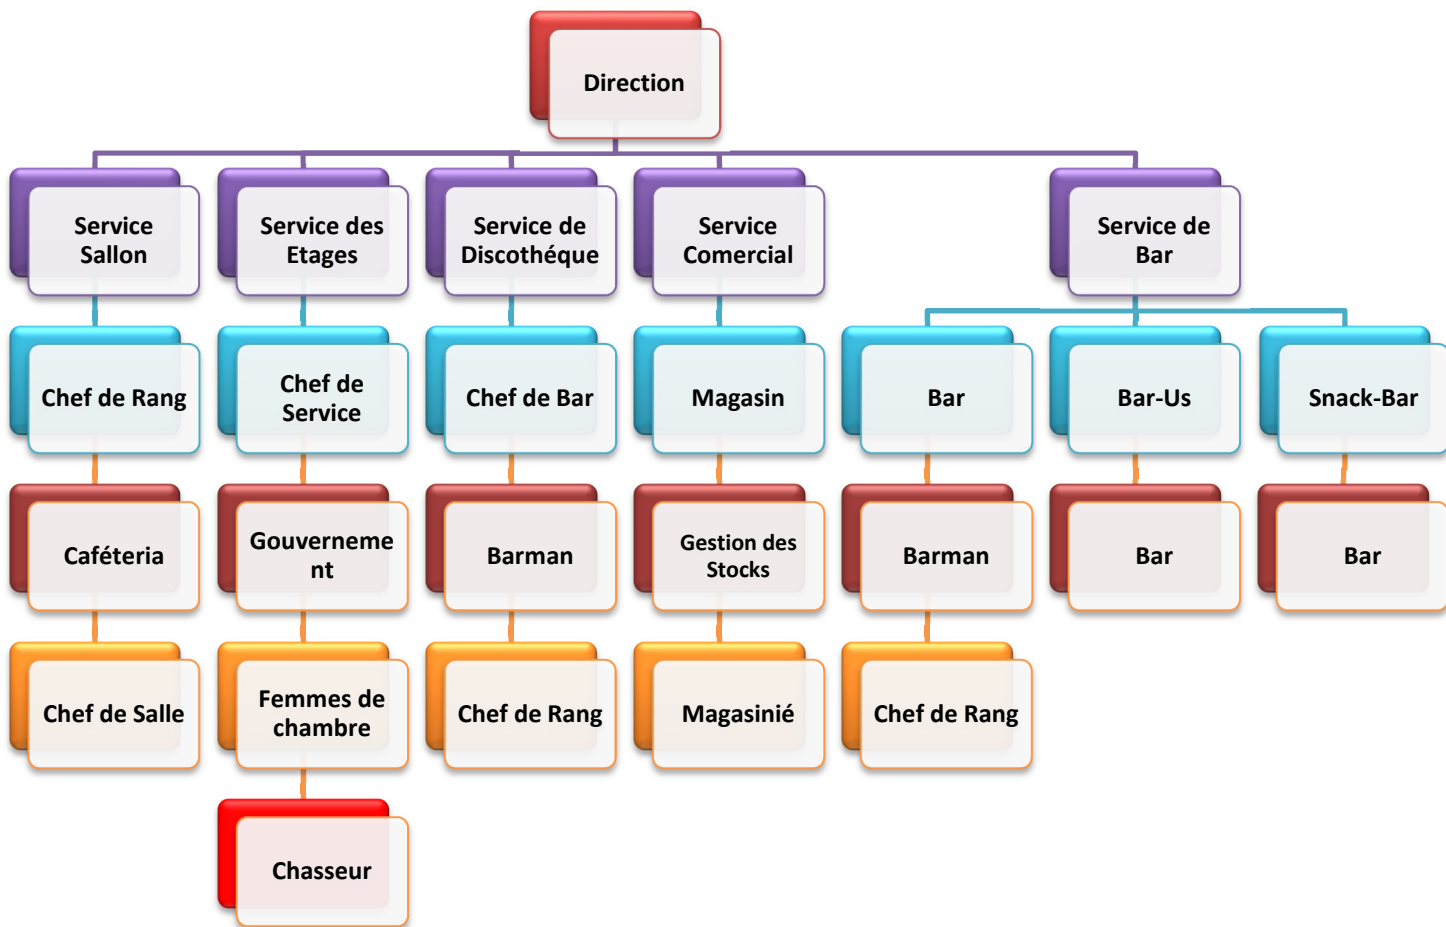 Direction
Service
Sallon
Service des
Etages
Service de
Discothéque
Service
Comercial
Service de
Bar
Chef de Rang
Chef de
Service
Chef de Bar
Magasin
Bar
Bar-Us
Snack-Bar
Caféteria
Gouverneme
nt
Barman
Gestion des
Stocks
Barman
Bar
Bar
Chef de Salle
Femmes de
chambre
Chef de Rang
Magasinié
Chef de Rang
Chasseur